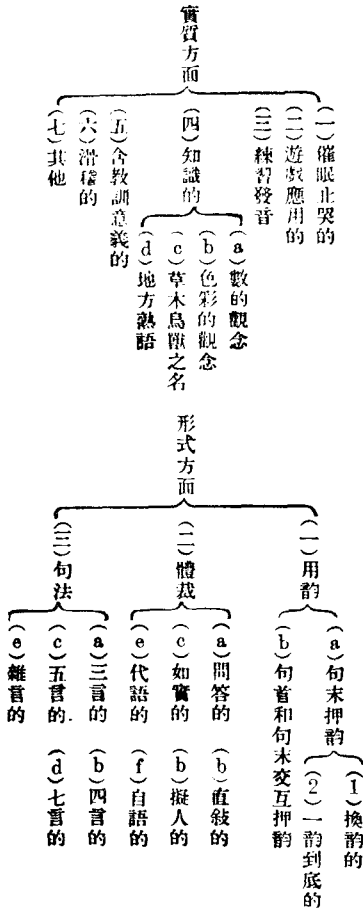 實質方面
(一)催眠止哭的
(二)遊戲應用的
(三)練習發音
(四)知識的
(a)數的觀念
(b)色彩的觀念
(c)草木鳥獸之名
(d)地方熟語
(五)含教訓意義的
(六)滑稽的
(七)其他
形式方面
(一)用韵
(a)句末押韵
(1)換韵的
(2)一韵到底的
(b)句首和句末交互押韵
(二)體裁
(a)問答的 (b)直敍的
(c)如實的 (b)擬人的
(e)代語的 (f)自語的
(三)句法
(a)三言的 (b)四言的
(c)五言的. (d)七言的
(e)雜言的